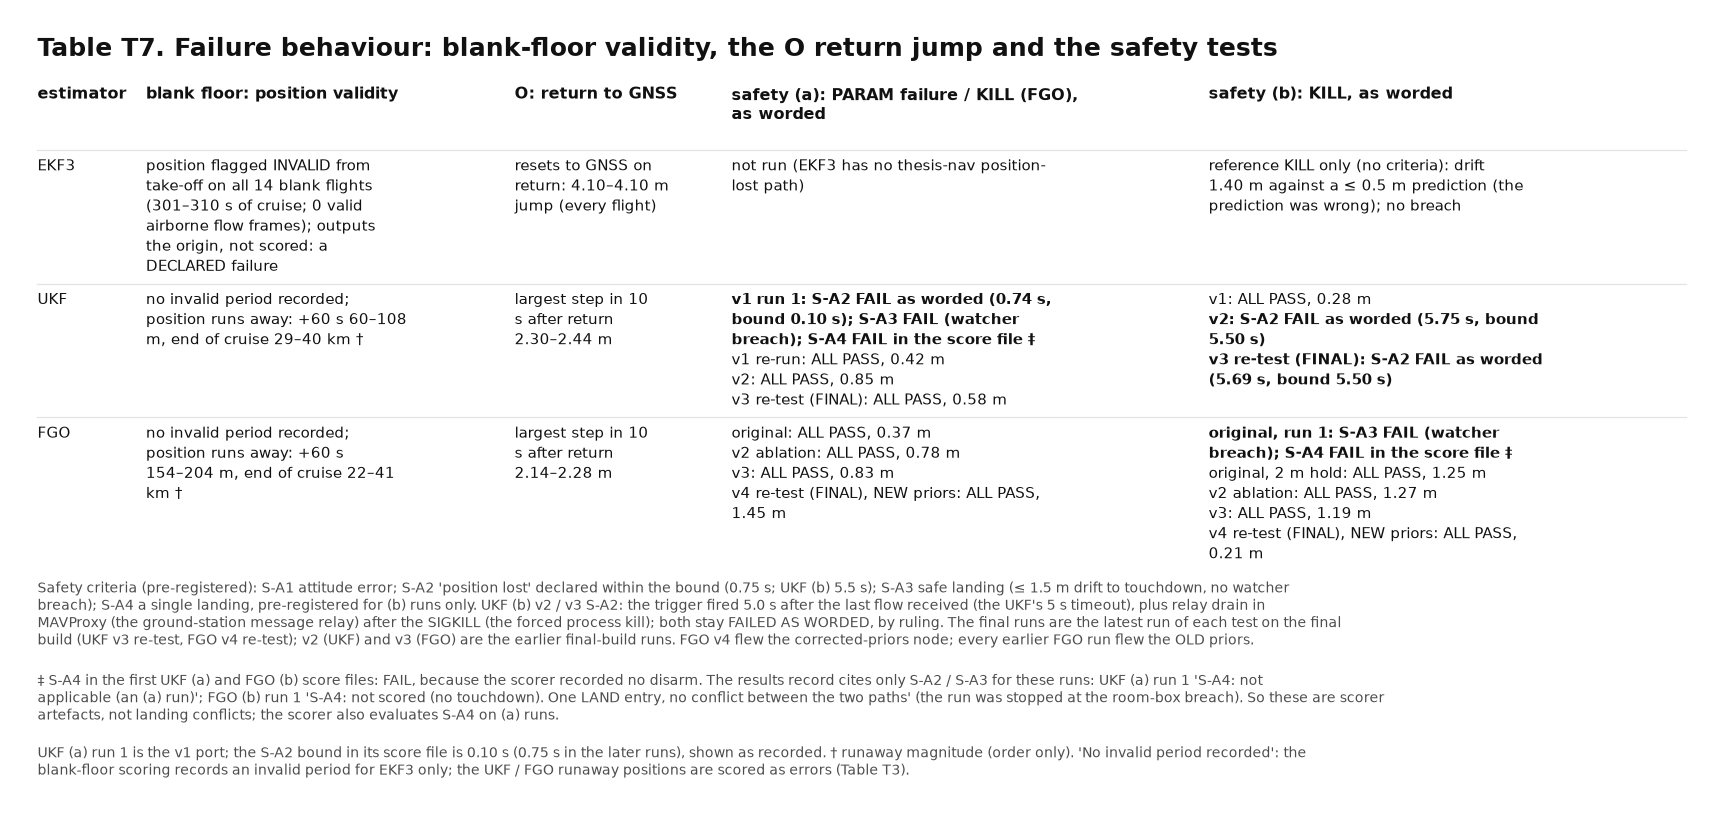 Table T7. Failure behaviour: blank-floor validity, the O return jump and the safety tests
estimator
blank floor: position validity
O: return to GNSS
safety (a): PARAM failure / KILL (FGO),
as worded
safety (b): KILL, as worded
EKF3
position flagged INVALID from
take-off on all 14 blank flights
(301–310 s of cruise; 0 valid
airborne flow frames); outputs
the origin, not scored: a
DECLARED failure
resets to GNSS on
return: 4.10–4.10 m
jump (every flight)
not run (EKF3 has no thesis-nav position-
lost path)
reference KILL only (no criteria): drift
1.40 m against a ≤ 0.5 m prediction (the
prediction was wrong); no breach
UKF
no invalid period recorded;
position runs away: +60 s 60–108
m, end of cruise 29–40 km †
largest step in 10
s after return
2.30–2.44 m
v1 run 1: S-A2 FAIL as worded (0.74 s,
bound 0.10 s); S-A3 FAIL (watcher
breach); S-A4 FAIL in the score file ‡
v1 re-run: ALL PASS, 0.42 m
v2: ALL PASS, 0.85 m
v3 re-test (FINAL): ALL PASS, 0.58 m
v1: ALL PASS, 0.28 m
v2: S-A2 FAIL as worded (5.75 s, bound
5.50 s)
v3 re-test (FINAL): S-A2 FAIL as worded
(5.69 s, bound 5.50 s)
FGO
no invalid period recorded;
position runs away: +60 s
154–204 m, end of cruise 22–41
km †
largest step in 10
s after return
2.14–2.28 m
original: ALL PASS, 0.37 m
v2 ablation: ALL PASS, 0.78 m
v3: ALL PASS, 0.83 m
v4 re-test (FINAL), NEW priors: ALL PASS,
1.45 m
original, run 1: S-A3 FAIL (watcher
breach); S-A4 FAIL in the score file ‡
original, 2 m hold: ALL PASS, 1.25 m
v2 ablation: ALL PASS, 1.27 m
v3: ALL PASS, 1.19 m
v4 re-test (FINAL), NEW priors: ALL PASS,
0.21 m
Safety criteria (pre-registered): S-A1 attitude error; S-A2 'position lost' declared within the bound (0.75 s; UKF (b) 5.5 s); S-A3 safe landing (≤ 1.5 m drift to touchdown, no watcher
breach); S-A4 a single landing, pre-registered for (b) runs only. UKF (b) v2 / v3 S-A2: the trigger fired 5.0 s after the last flow received (the UKF's 5 s timeout), plus relay drain in
MAVProxy (the ground-station message relay) after the SIGKILL (the forced process kill); both stay FAILED AS WORDED, by ruling. The final runs are the latest run of each test on the final
build (UKF v3 re-test, FGO v4 re-test); v2 (UKF) and v3 (FGO) are the earlier final-build runs. FGO v4 flew the corrected-priors node; every earlier FGO run flew the OLD priors.
‡ S-A4 in the first UKF (a) and FGO (b) score files: FAIL, because the scorer recorded no disarm. The results record cites only S-A2 / S-A3 for these runs: UKF (a) run 1 'S-A4: not
applicable (an (a) run)'; FGO (b) run 1 'S-A4: not scored (no touchdown). One LAND entry, no conflict between the two paths' (the run was stopped at the room-box breach). So these are scorer
artefacts, not landing conflicts; the scorer also evaluates S-A4 on (a) runs.
UKF (a) run 1 is the v1 port; the S-A2 bound in its score file is 0.10 s (0.75 s in the later runs), shown as recorded. † runaway magnitude (order only). 'No invalid period recorded': the
blank-floor scoring records an invalid period for EKF3 only; the UKF / FGO runaway positions are scored as errors (Table T3).